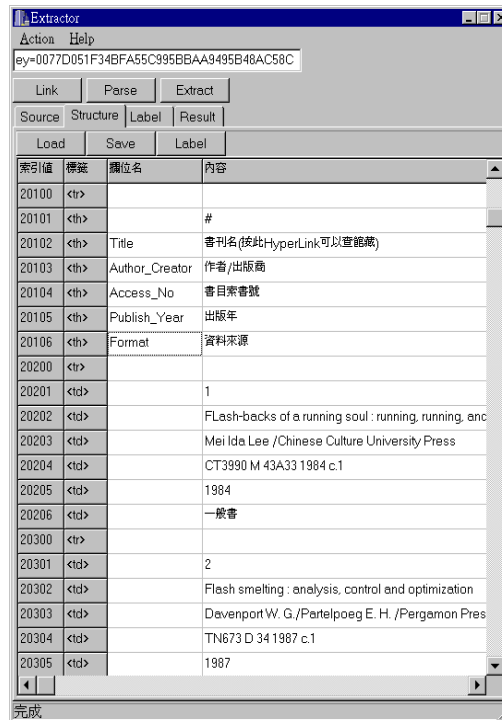 Extractor
Action Help
ey=0077D051F34BFA55C995BBAA9495B48AC58C
Link Parse Extract
Source Structure Label Result
Load Save Label
索引值 標籤 欄位名 內容
20100 <tr>
20101 <th> #
20102 <th> Title 書刊名(按此HyperLink可以查館藏)
20103 <th> Author_Creator 作者/出版商
20104 <th> Access_No 書目索書號
20105 <th> Publish_Year 出版年
20106 <th> Format 資料來源
20200 <tr>
20201 <td> 1
20202 <td> FLash-backs of a running soul : running, running, anc
20203 <td> Mei Ida Lee /Chinese Culture University Press
20204 <td> CT3990 M 43A33 1984 c.1
20205 <td> 1984
20206 <td> 一般書
20300 <tr>
20301 <td> 2
20302 <td> Flash smelting : analysis, control and optimization
20303 <td> Davenport W. G./Partelpoeg E. H. /Pergamon Pres
20304 <td> TN673 D 34 1987 c.1
20305 <td> 1987
完成